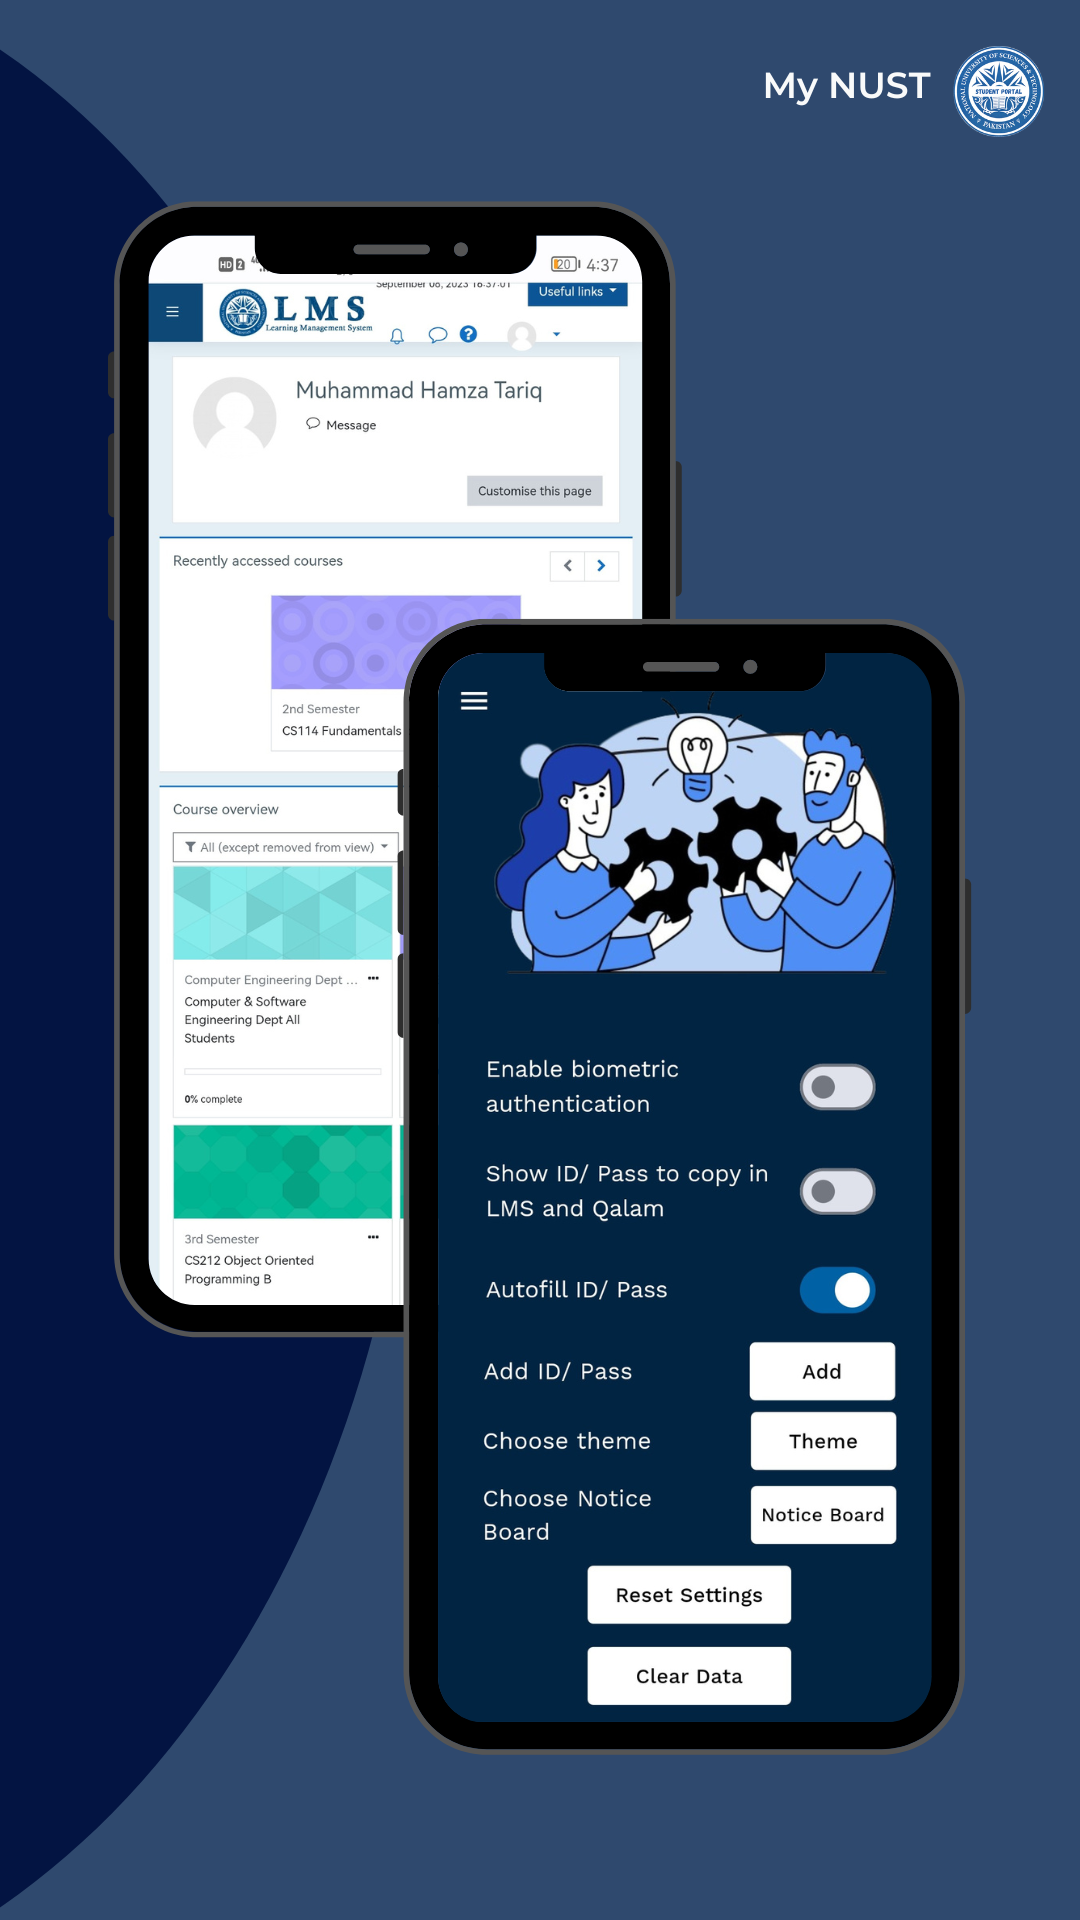 My NUST
NATIONAL UNIVERSITY OF SCIENCES & TECHNOLOGY
STUDENT PORTAL
PAKISTAN
HD 2
20 4:37
September 08, 2023 16:37:01
Useful links
LMS
Learning Management System
Muhammad Hamza Tariq
Message
Customise this page
Recently accessed courses
2nd Semester
CS114 Fundamentals
Course overview
All (except removed from view)
Computer Engineering Dept ...
Computer & Software
Engineering Dept All
Students
0% complete
3rd Semester
CS212 Object Oriented
Programming B
Enable biometric
authentication
Show ID/ Pass to copy in
LMS and Qalam
Autofill ID/ Pass
Add ID/ Pass
Add
Choose theme
Theme
Choose Notice
Board
Notice Board
Reset Settings
Clear Data